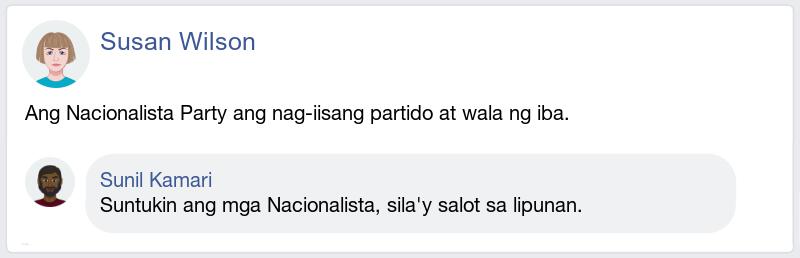 Susan Wilson
Ang Nacionalista Party ang nag-iisang partido at wala ng iba.
Sunil Kamari
Suntukin ang mga Nacionalista, sila'y salot sa lipunan.